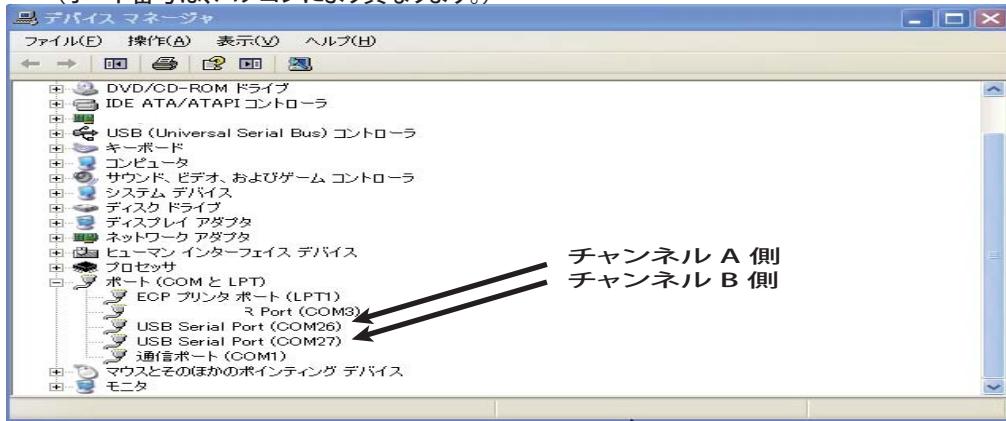 デバイス マネージャ
ファイル(F) 操作(A) 表示(V) ヘルプ(H)
DVD/CD-ROM ドライブ
IDE ATA/ATAPI コントローラ
USB (Universal Serial Bus) コントローラ
キーボード
コンピュータ
サウンド、ビデオ、およびゲーム コントローラ
システム デバイス
ディスク ドライブ
ディスプレイ アダプタ
ネットワーク アダプタ
ヒューマン インターフェイス デバイス
プロセッサ
ポート (COM と LPT)
ECP プリンタ ポート (LPT1)
Port (COM3)
USB Serial Port (COM26)
USB Serial Port (COM27)
通信ポート (COM1)
マウスとそのほかのポインティング デバイス
モニタ
チャンネル A 側
チャンネル B 側